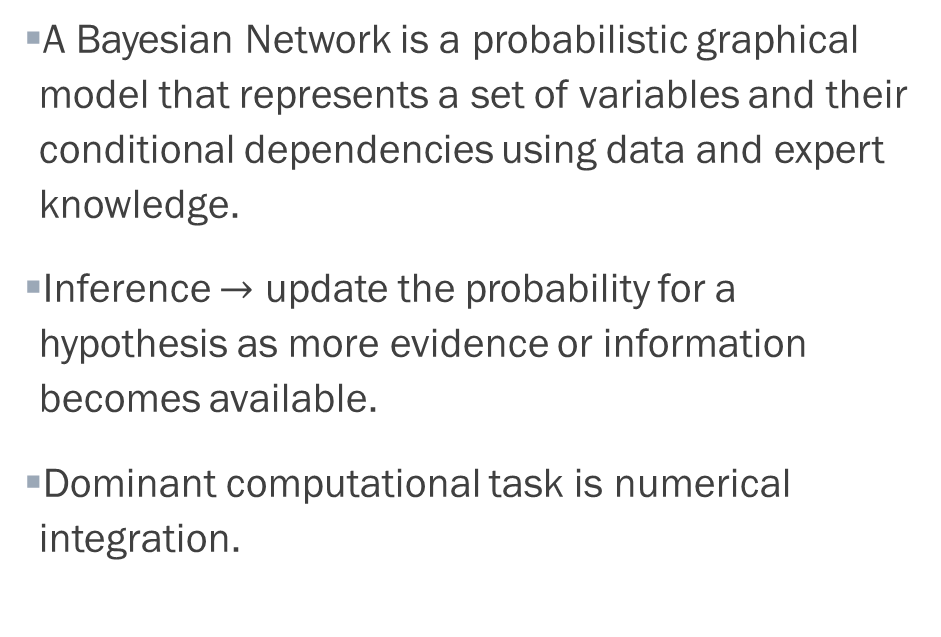 ▪A Bayesian Network is a probabilistic graphical
model that represents a set of variables and their
conditional dependencies using data and expert
knowledge.
▪Inference → update the probability for a
hypothesis as more evidence or information
becomes available.
▪Dominant computational task is numerical
integration.